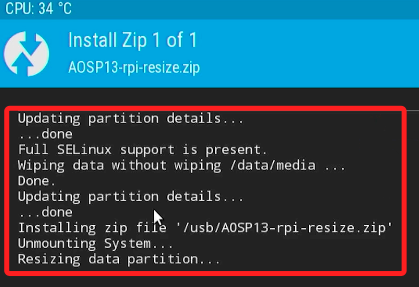 CPU: 34 °C
Install Zip 1 of 1
AOSP13-rpi-resize.zip
Updating partition details...
...done
Full SELinux support is present.
Wiping data without wiping /data/media ...
Done.
Updating partition details...
...done
Installing zip file '/usb/AOSP13-rpi-resize.zip'
Unmounting System...
Resizing data partition...